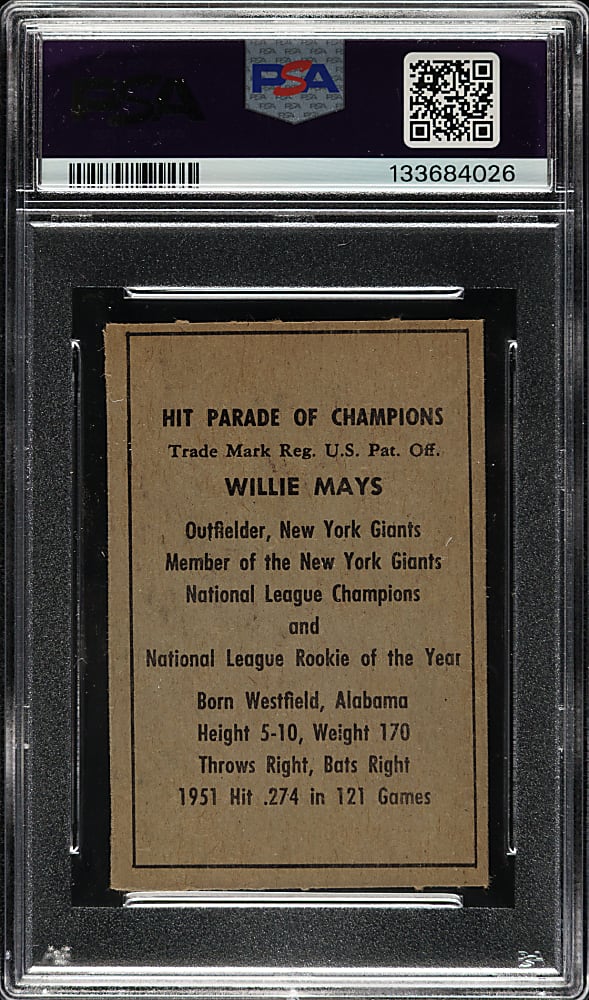 PSA
PSA
133684026
HIT PARADE OF CHAMPIONS
Trade Mark Reg. U.S. Pat. Off.
WILLIE MAYS
Outfielder, New York Giants
Member of the New York Giants
National League Champions
and
National League Rookie of the Year
Born Westfield, Alabama
Height 5-10, Weight 170
Throws Right, Bats Right
1951 Hit .274 in 121 Games